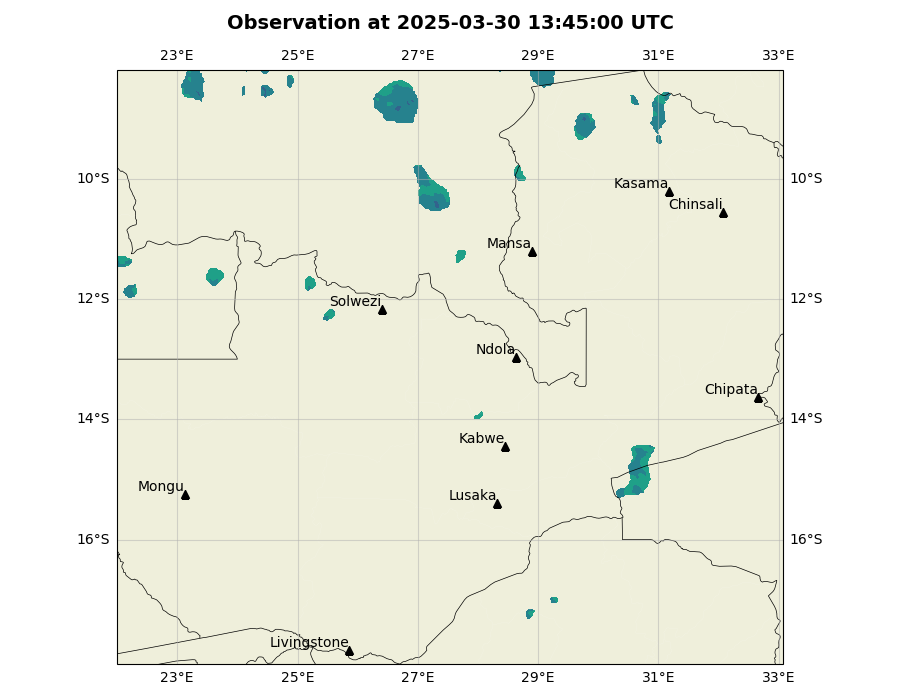 Observation at 2025-03-30 13:45:00 UTC
23°E 25°E 27°E 29°E 31°E 33°E
10°S 10°S
Kasama
Chinsali
Mansa
12°S 12°S
Solwezi
Ndola
Chipata
14°S 14°S
Kabwe
Mongu
Lusaka
16°S 16°S
Livingstone
23°E 25°E 27°E 29°E 31°E 33°E